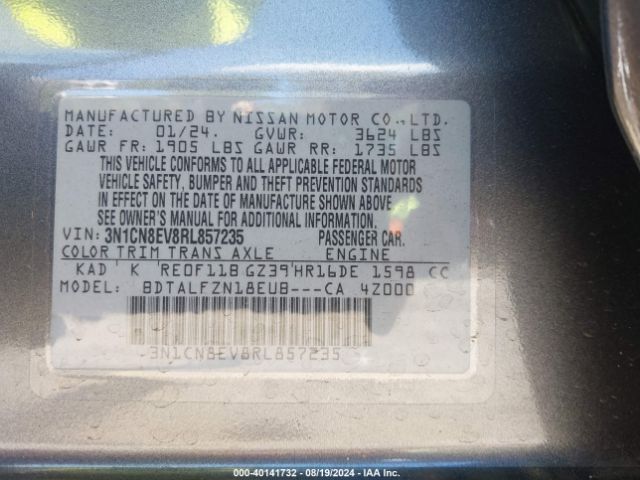 MANUFACTURED BY NISSAN MOTOR CO.,LTD.
DATE: 01/24. GVWR: 3624 LBS
GAWR FR: 1905 LBS GAWR RR: 1735 LBS
THIS VEHICLE CONFORMS TO ALL APPLICABLE FEDERAL MOTOR
VEHICLE SAFETY, BUMPER AND THEFT PREVENTION STANDARDS
IN EFFECT ON THE DATE OF MANUFACTURE SHOWN ABOVE
SEE OWNER'S MANUAL FOR ADDITIONAL INFORMATION.
VIN: 3N1CN8EV8RL857235 PASSENGER CAR.
COLOR TRIM TRANS AXLE ENGINE
KAD K RE0F11B GZ39 HR16DE 1598 CC
MODEL: BDTALFZN18EUB---CA 4Z000
3N1CN8EV8RL857235
000-40141732 - 08/19/2024 - IAA Inc.